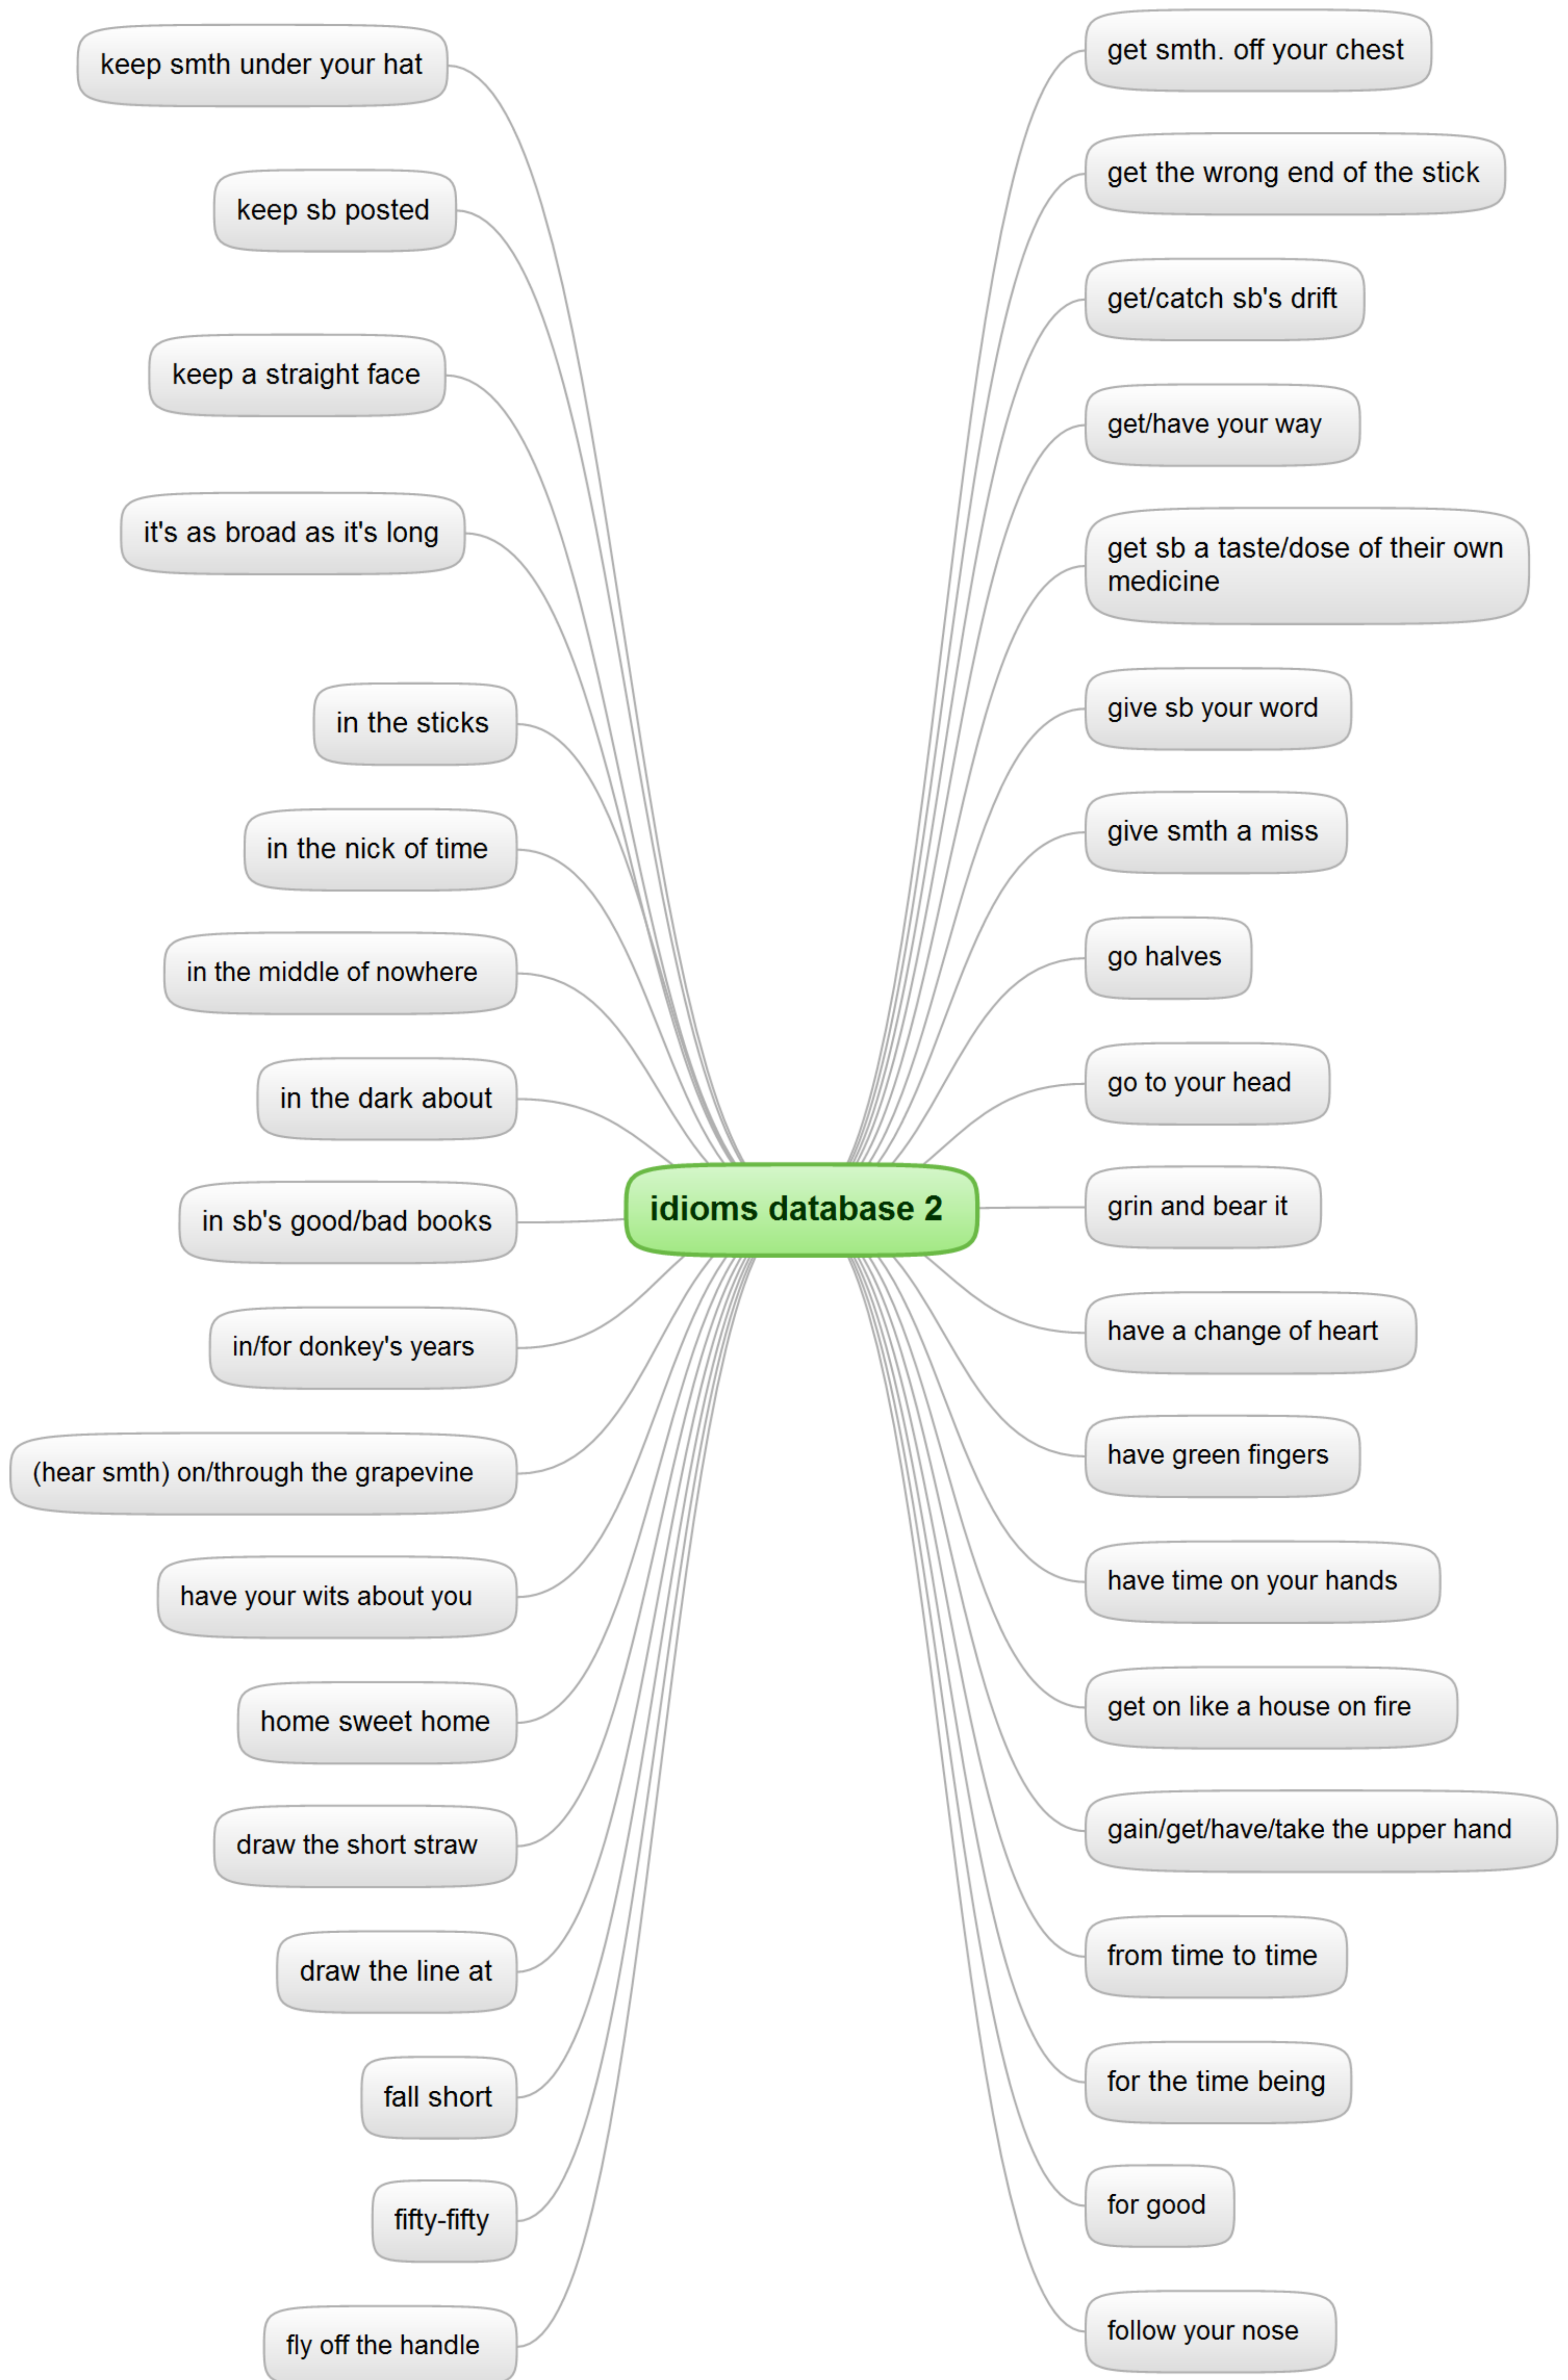 keep smth under your hat
keep sb posted
keep a straight face
it's as broad as it's long
in the sticks
in the nick of time
in the middle of nowhere
in the dark about
in sb's good/bad books
in/for donkey's years
(hear smth) on/through the grapevine
have your wits about you
home sweet home
draw the short straw
draw the line at
fall short
fifty-fifty
fly off the handle
idioms database 2
get smth. off your chest
get the wrong end of the stick
get/catch sb's drift
get/have your way
get sb a taste/dose of their own
medicine
give sb your word
give smth a miss
go halves
go to your head
grin and bear it
have a change of heart
have green fingers
have time on your hands
get on like a house on fire
gain/get/have/take the upper hand
from time to time
for the time being
for good
follow your nose